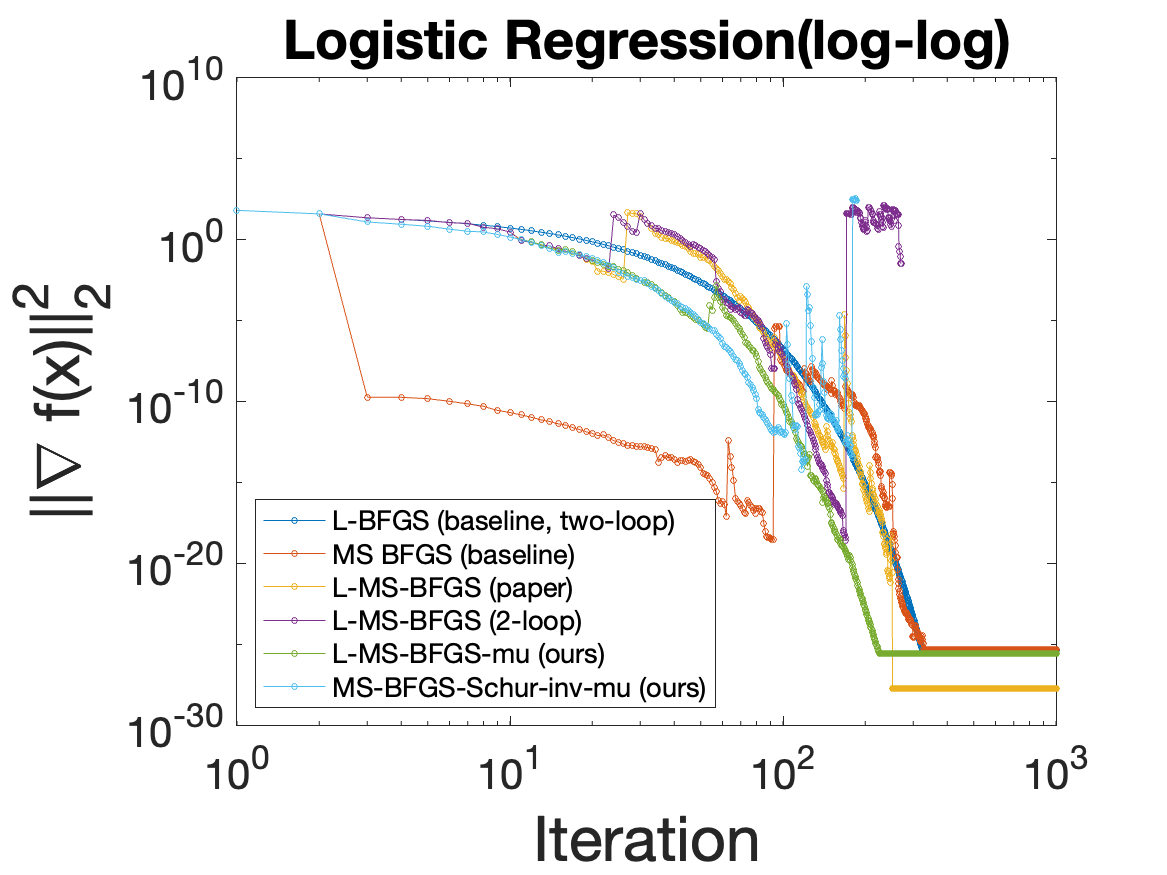 Logistic Regression(log-log)
10^10
10^0
10^-10
10^-20
10^-30
||∇ f(x)||_2^2
L-BFGS (baseline, two-loop)
MS BFGS (baseline)
L-MS-BFGS (paper)
L-MS-BFGS (2-loop)
L-MS-BFGS-mu (ours)
MS-BFGS-Schur-inv-mu (ours)
10^0 10^1 10^2 10^3
Iteration